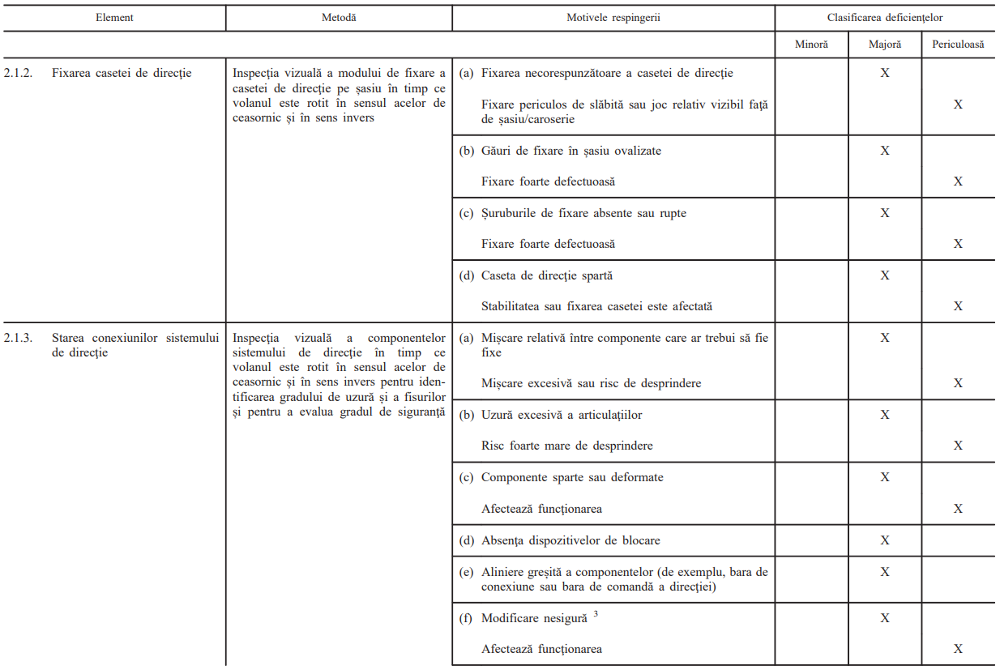 Element Metodă Motivele respingerii Clasificarea deficiențelor
Minoră Majoră Periculoasă
2.1.2. Fixarea casetei de direcție
Inspecția vizuală a modului de fixare a
casetei de direcție pe șasiu în timp ce
volanul este rotit în sensul acelor de
ceasornic și în sens invers
(a) Fixarea necorespunzătoare a casetei de direcție X
Fixare periculos de slăbită sau joc relativ vizibil față
de șasiu/caroserie X
(b) Găuri de fixare în șasiu ovalizate X
Fixare foarte defectuoasă X
(c) Șuruburile de fixare absente sau rupte X
Fixare foarte defectuoasă X
(d) Caseta de direcție spartă X
Stabilitatea sau fixarea casetei este afectată X
2.1.3. Starea conexiunilor sistemului
de direcție
Inspecția vizuală a componentelor
sistemului de direcție în timp ce
volanul este rotit în sensul acelor de
ceasornic și în sens invers pentru iden-
tificarea gradului de uzură și a fisurilor
și pentru a evalua gradul de siguranță
(a) Mișcare relativă între componente care ar trebui să fie X
fixe
Mișcare excesivă sau risc de desprindere X
(b) Uzură excesivă a articulațiilor X
Risc foarte mare de desprindere X
(c) Componente sparte sau deformate X
Afectează funcționarea X
(d) Absența dispozitivelor de blocare X
(e) Aliniere greșită a componentelor (de exemplu, bara de X
conexiune sau bara de comandă a direcției)
(f) Modificare nesigură 3 X
Afectează funcționarea X